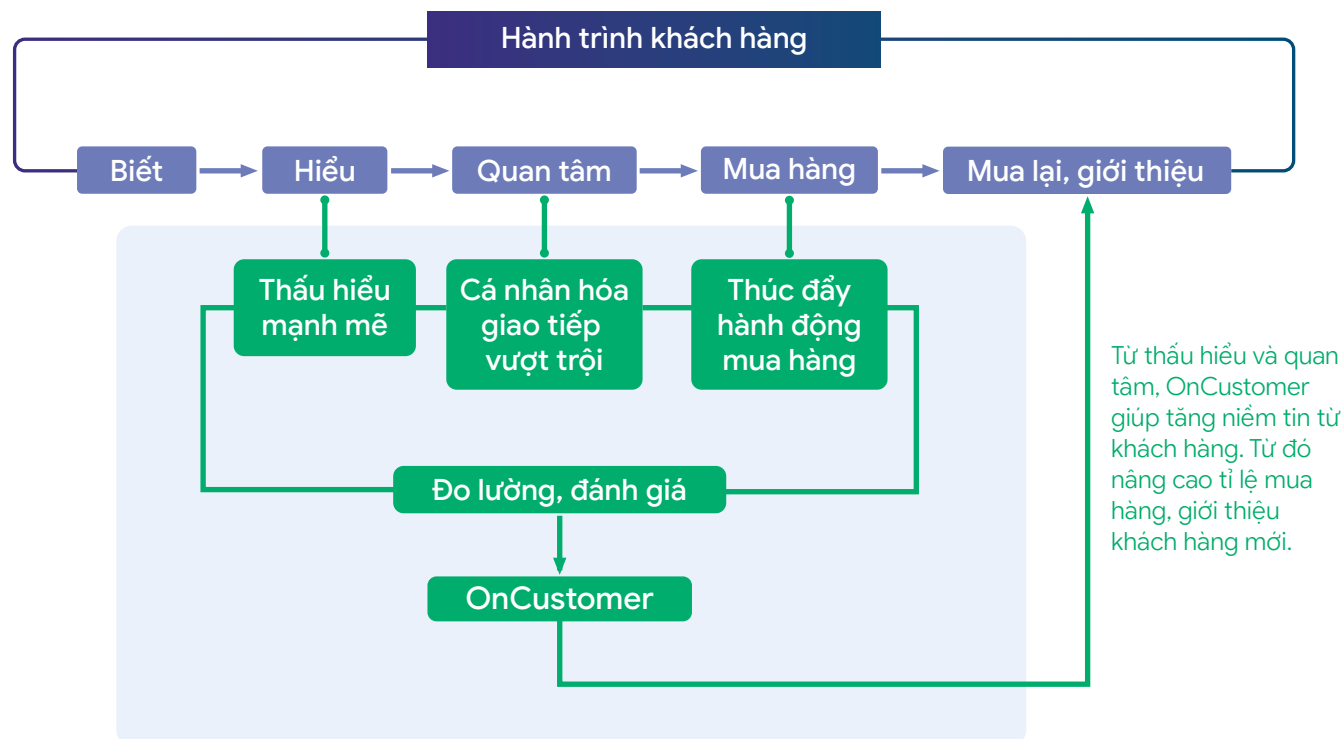 Hành trình khách hàng
Biết
Hiểu
Quan tâm
Mua hàng
Mua lại, giới thiệu
Thấu hiểu
mạnh mẽ
Cá nhân hóa
giao tiếp
vượt trội
Thúc đẩy
hành động
mua hàng
Từ thấu hiểu và quan
tâm, OnCustomer
giúp tăng niềm tin từ
khách hàng. Từ đó
nâng cao tỉ lệ mua
hàng, giới thiệu
khách hàng mới.
Đo lường, đánh giá
OnCustomer